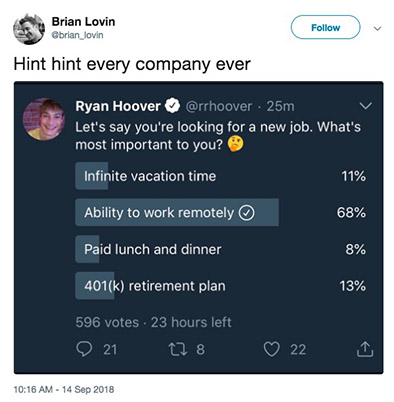 Brian Lovin
@brian_lovin
Follow
Hint hint every company ever
Ryan Hoover @rrhoover · 25m
Let's say you're looking for a new job. What's
most important to you? 🤔
Infinite vacation time 11%
Ability to work remotely 68%
Paid lunch and dinner 8%
401(k) retirement plan 13%
596 votes · 23 hours left
21 8 22
10:16 AM - 14 Sep 2018